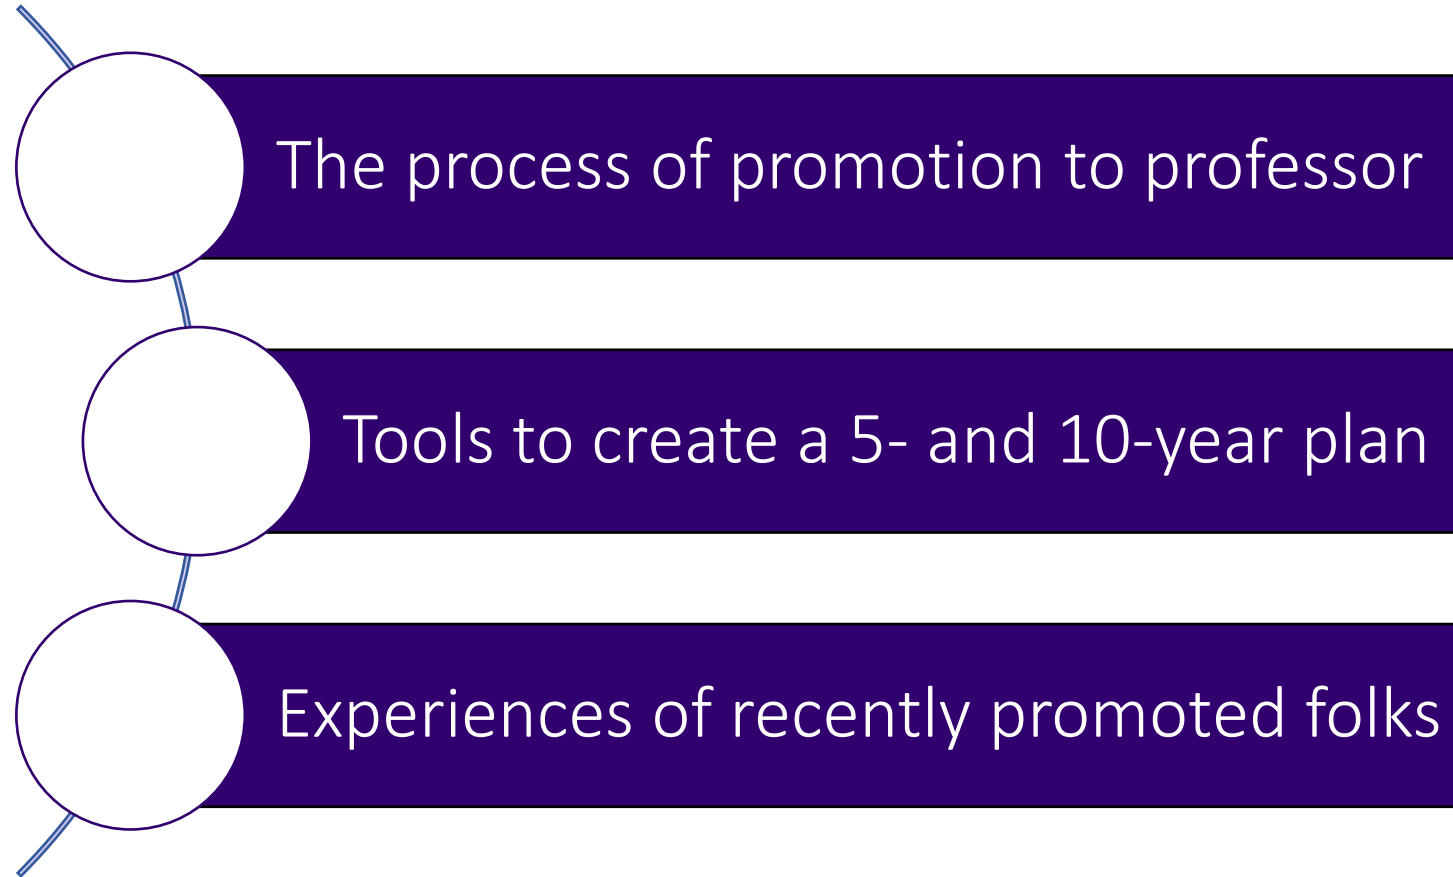 The process of promotion to professor
Tools to create a 5- and 10-year plan
Experiences of recently promoted folks